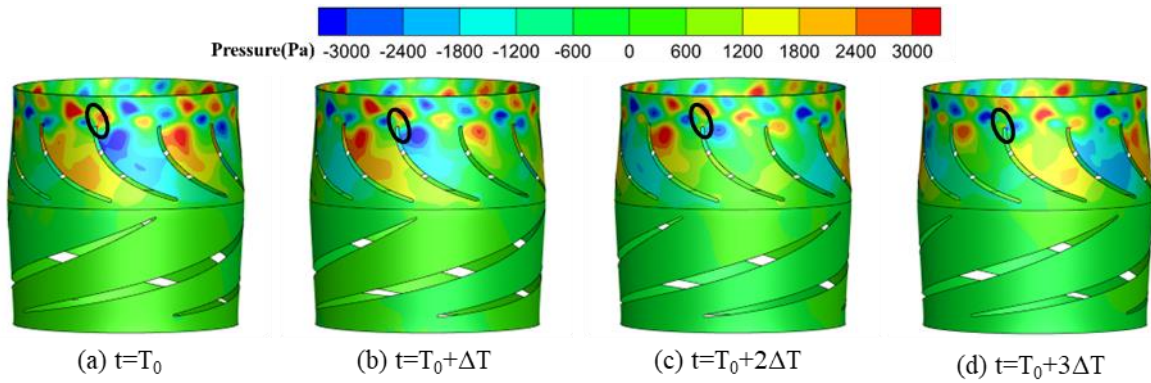 Pressure(Pa) -3000 -2400 -1800 -1200 -600 0 600 1200 1800 2400 3000
(a) t=T₀ (b) t=T₀+ΔT (c) t=T₀+2ΔT (d) t=T₀+3ΔT